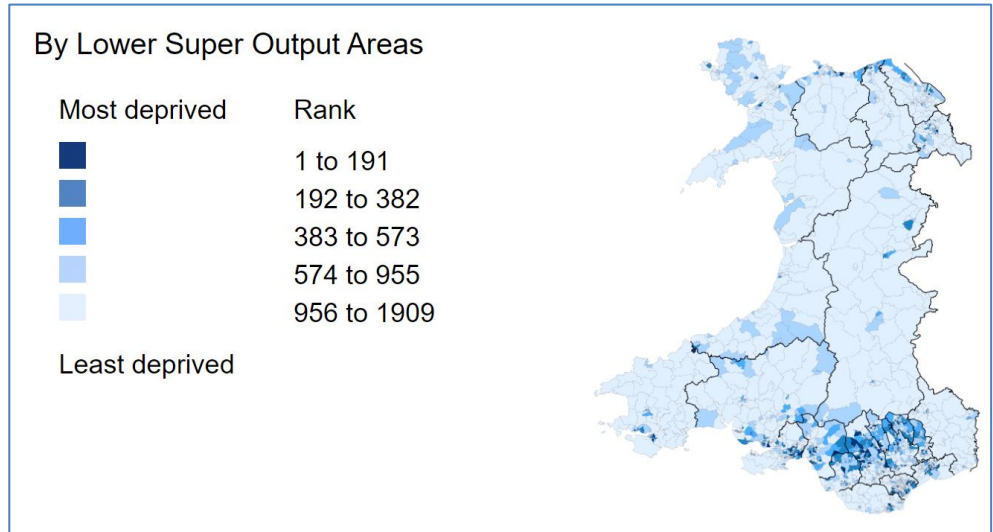 By Lower Super Output Areas
Most deprived Rank
1 to 191
192 to 382
383 to 573
574 to 955
956 to 1909
Least deprived